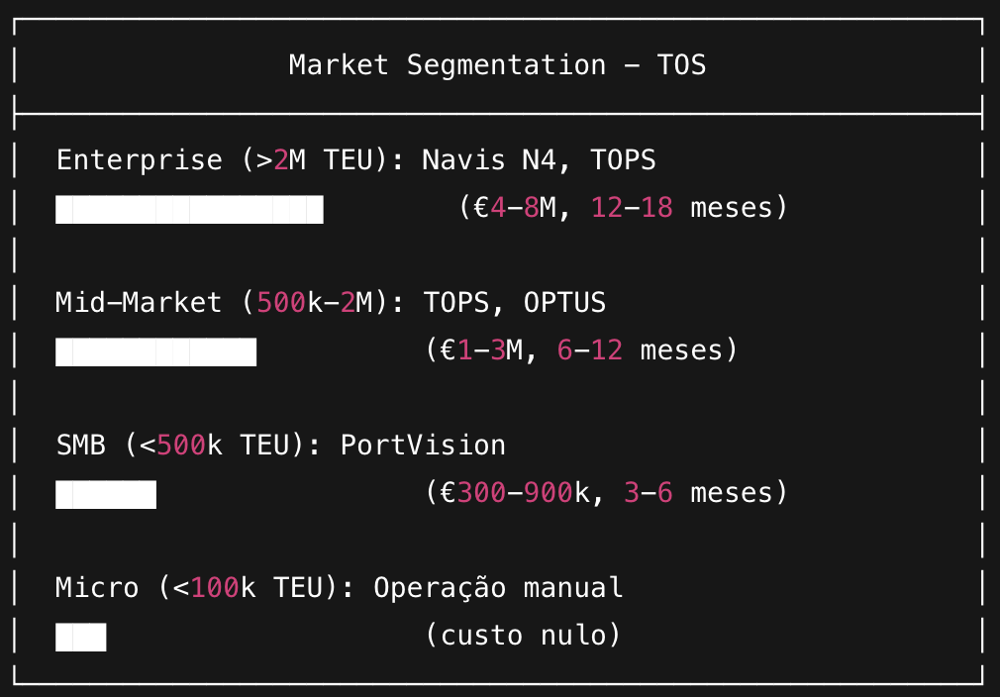 Market Segmentation - TOS
Enterprise (>2M TEU): Navis N4, TOPS
(€4-8M, 12-18 meses)
Mid-Market (500k-2M): TOPS, OPTUS
(€1-3M, 6-12 meses)
SMB (<500k TEU): PortVision
(€300-900k, 3-6 meses)
Micro (<100k TEU): Operação manual
(custo nulo)